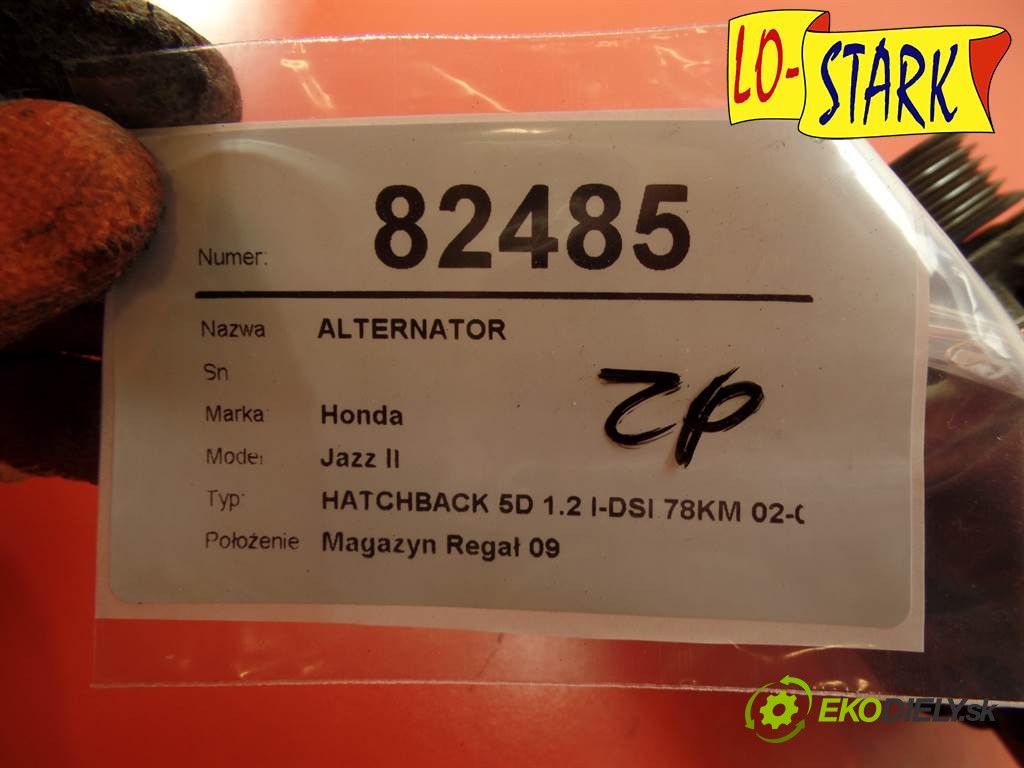 LO-STARK
Numer: 82485
Nazwa ALTERNATOR
Sn
Marka Honda
Model Jazz II
Typ: HATCHBACK 5D 1.2 I-DSI 78KM 02-0
Położenie Magazyn Regał 09
EKODIELY.sk